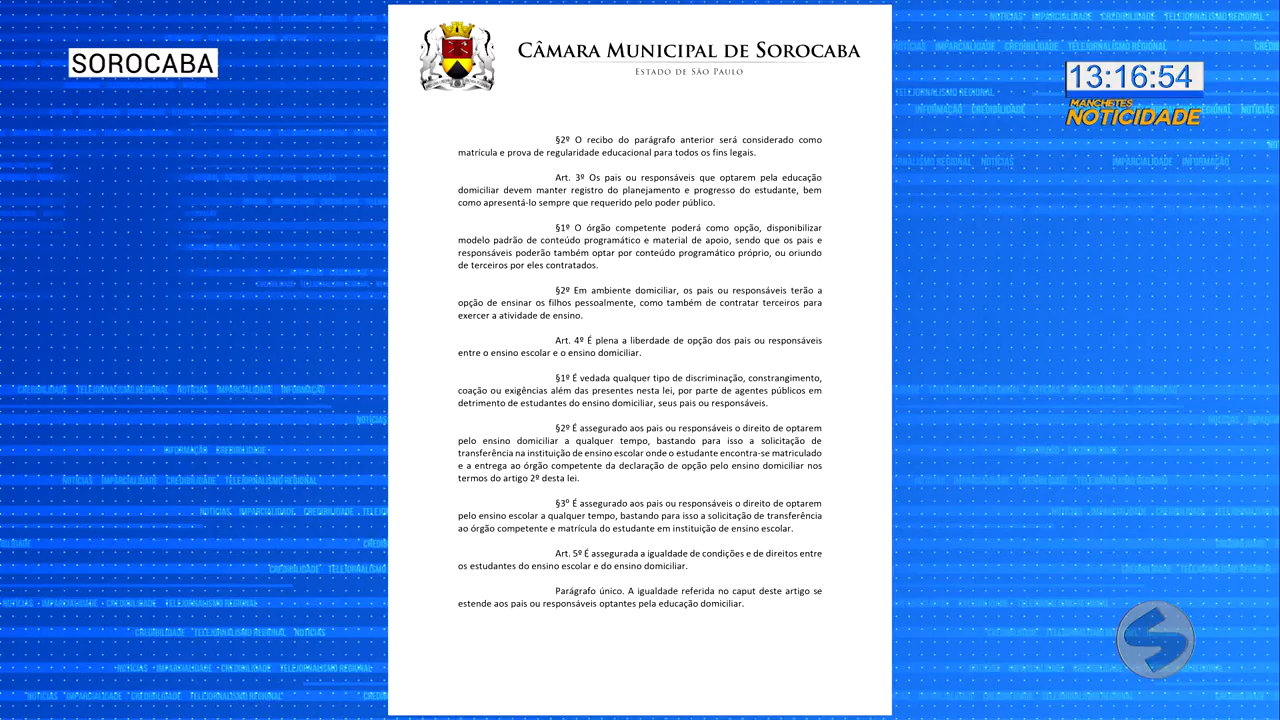 SOROCABA
CÂMARA MUNICIPAL DE SOROCABA
ESTADO DE SÃO PAULO
13:16:54
MANCHETES
NOTICIDADE
§2º O recibo do parágrafo anterior será considerado como
matrícula e prova de regularidade educacional para todos os fins legais.
Art. 3º Os pais ou responsáveis que optarem pela educação
domiciliar devem manter registro do planejamento e progresso do estudante, bem
como apresentá-lo sempre que requerido pelo poder público.
§1º O órgão competente poderá como opção, disponibilizar
modelo padrão de conteúdo programático e material de apoio, sendo que os pais e
responsáveis poderão também optar por conteúdo programático próprio, ou oriundo
de terceiros por eles contratados.
§2º Em ambiente domiciliar, os pais ou responsáveis terão a
opção de ensinar os filhos pessoalmente, como também de contratar terceiros para
exercer a atividade de ensino.
Art. 4º É plena a liberdade de opção dos pais ou responsáveis
entre o ensino escolar e o ensino domiciliar.
§1º É vedada qualquer tipo de discriminação, constrangimento,
coação ou exigências além das presentes nesta lei, por parte de agentes públicos em
detrimento de estudantes do ensino domiciliar, seus pais ou responsáveis.
§2º É assegurado aos pais ou responsáveis o direito de optarem
pelo ensino domiciliar a qualquer tempo, bastando para isso a solicitação de
transferência na instituição de ensino escolar onde o estudante encontra-se matriculado
e a entrega ao órgão competente da declaração de opção pelo ensino domiciliar nos
termos do artigo 2º desta lei.
§3º É assegurado aos pais ou responsáveis o direito de optarem
pelo ensino escolar a qualquer tempo, bastando para isso a solicitação de transferência
ao órgão competente e matrícula do estudante em instituição de ensino escolar.
Art. 5º É assegurada a igualdade de condições e de direitos entre
os estudantes do ensino escolar e do ensino domiciliar.
Parágrafo único. A igualdade referida no caput deste artigo se
estende aos pais ou responsáveis optantes pela educação domiciliar.